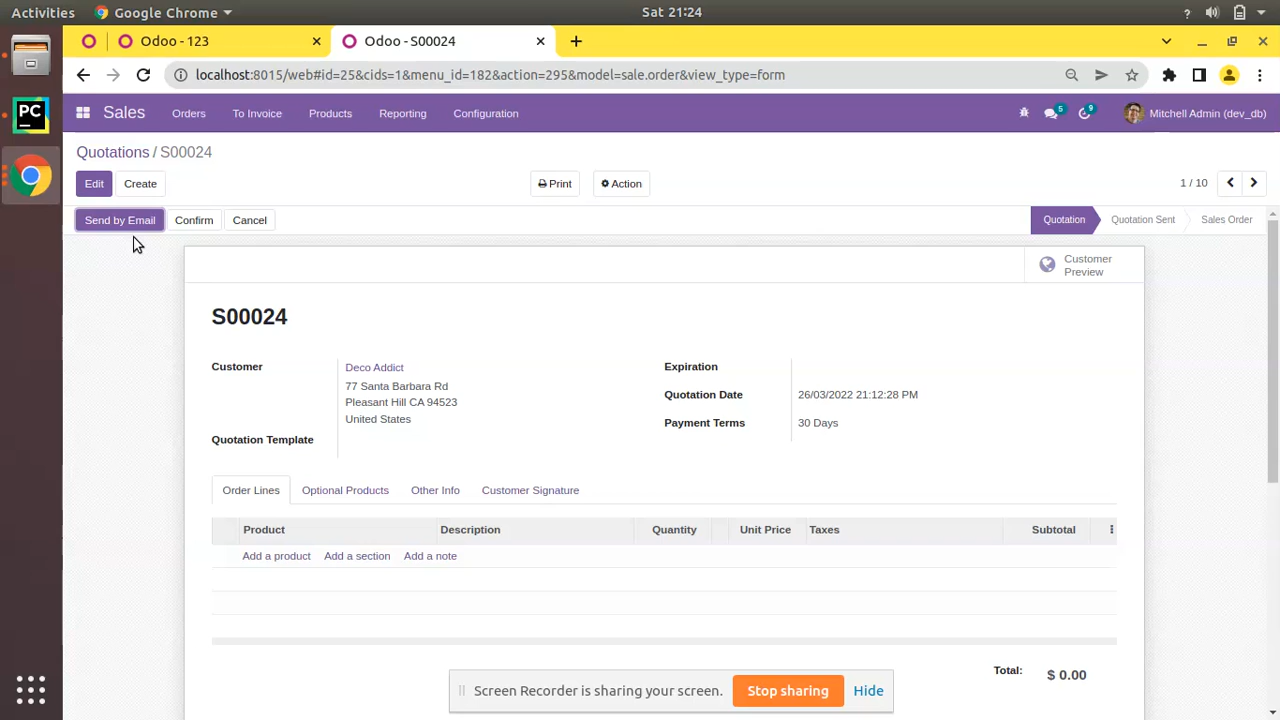 Activities Google Chrome Sat 21:24 ?
Odoo - 123 Odoo - S00024
localhost:8015/web#id=25&cids=1&menu_id=182&action=295&model=sale.order&view_type=form
PC Sales Orders To Invoice Products Reporting Configuration 5 9 Mitchell Admin (dev_db)
Quotations / S00024
Edit Create Print Action 1 / 10
Send by Email Confirm Cancel Quotation Quotation Sent Sales Order
Customer
Preview
S00024
Customer Deco Addict Expiration
77 Santa Barbara Rd Quotation Date 26/03/2022 21:12:28 PM
Pleasant Hill CA 94523
United States Payment Terms 30 Days
Quotation Template
Order Lines Optional Products Other Info Customer Signature
Product Description Quantity Unit Price Taxes Subtotal
Add a product Add a section Add a note
Total: $ 0.00
Screen Recorder is sharing your screen. Stop sharing Hide